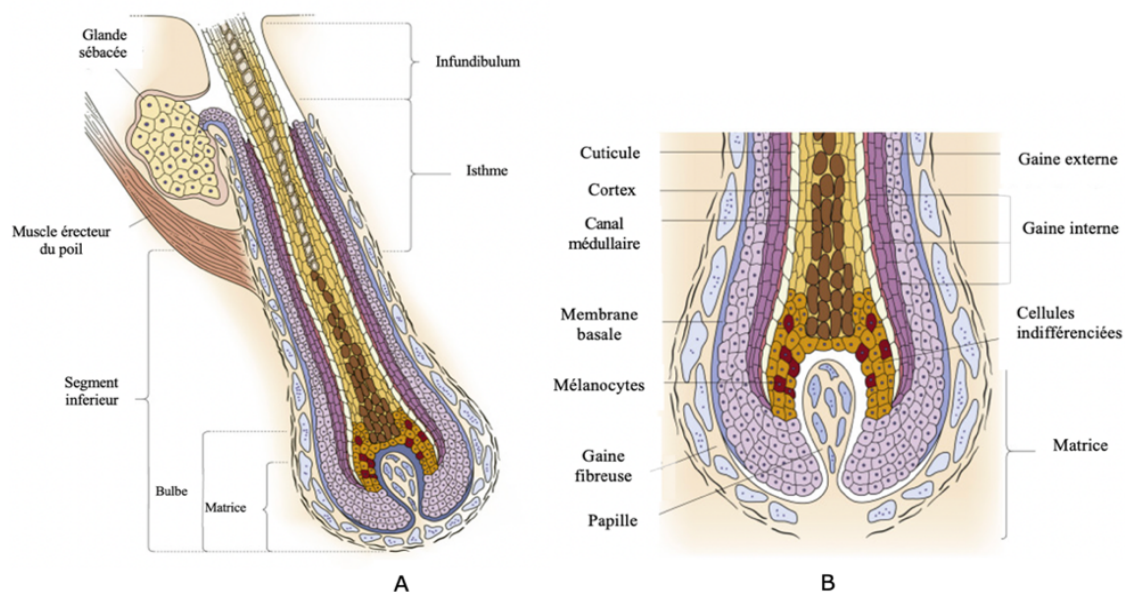 Glande
sébacée
Infundibulum
Isthme
Muscle érecteur
du poil
Segment
inferieur
Bulbe
Matrice
A
Cuticule
Cortex
Canal
médullaire
Membrane
basale
Mélanocytes
Gaine
fibreuse
Papille
Gaine externe
Gaine interne
Cellules
indifférenciées
Matrice
B